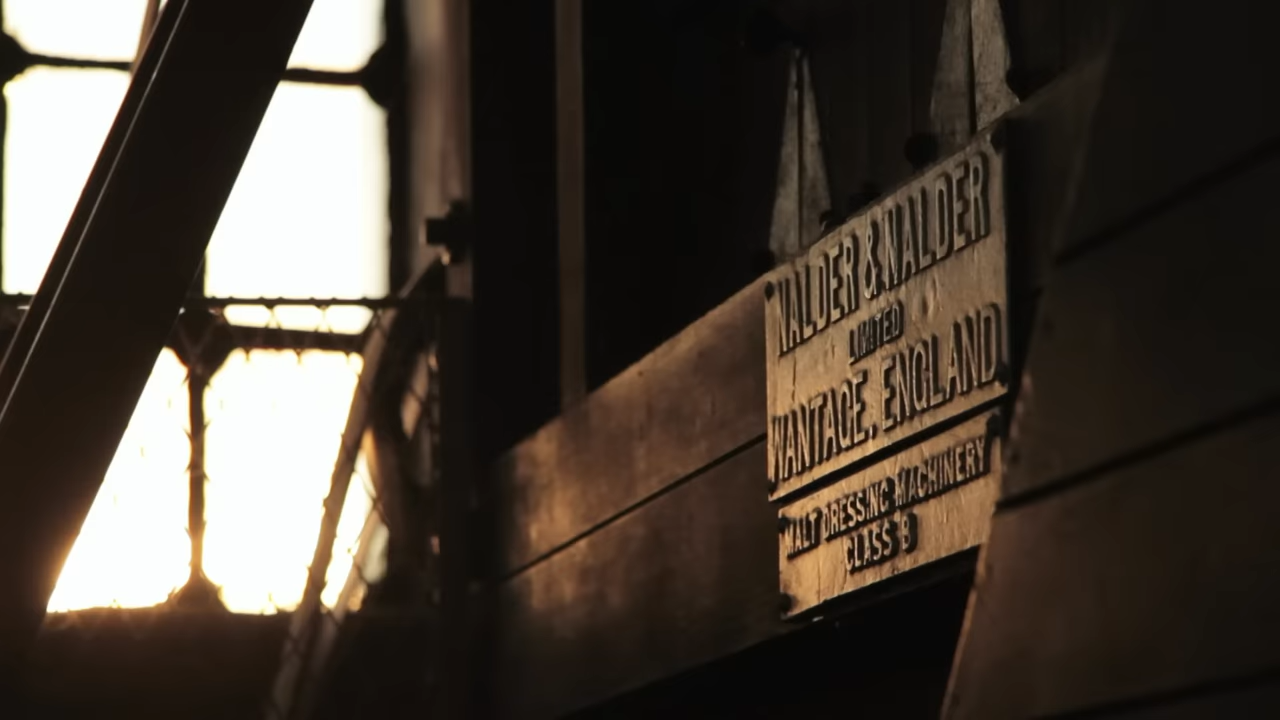 NALDER & NALDER
LIMITED
WANTAGE, ENGLAND
MALT DRESSING MACHINERY
CLASS B